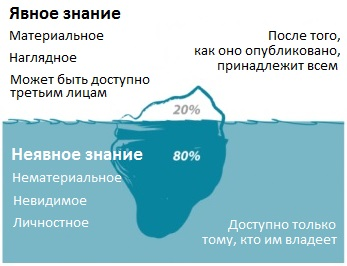 Явное знание
Материальное
Наглядное
Может быть доступно
третьим лицам
После того,
как оно опубликовано,
принадлежит всем
20%
Неявное знание
80%
Нематериальное
Невидимое
Личностное
Доступно только
тому, кто им владеет